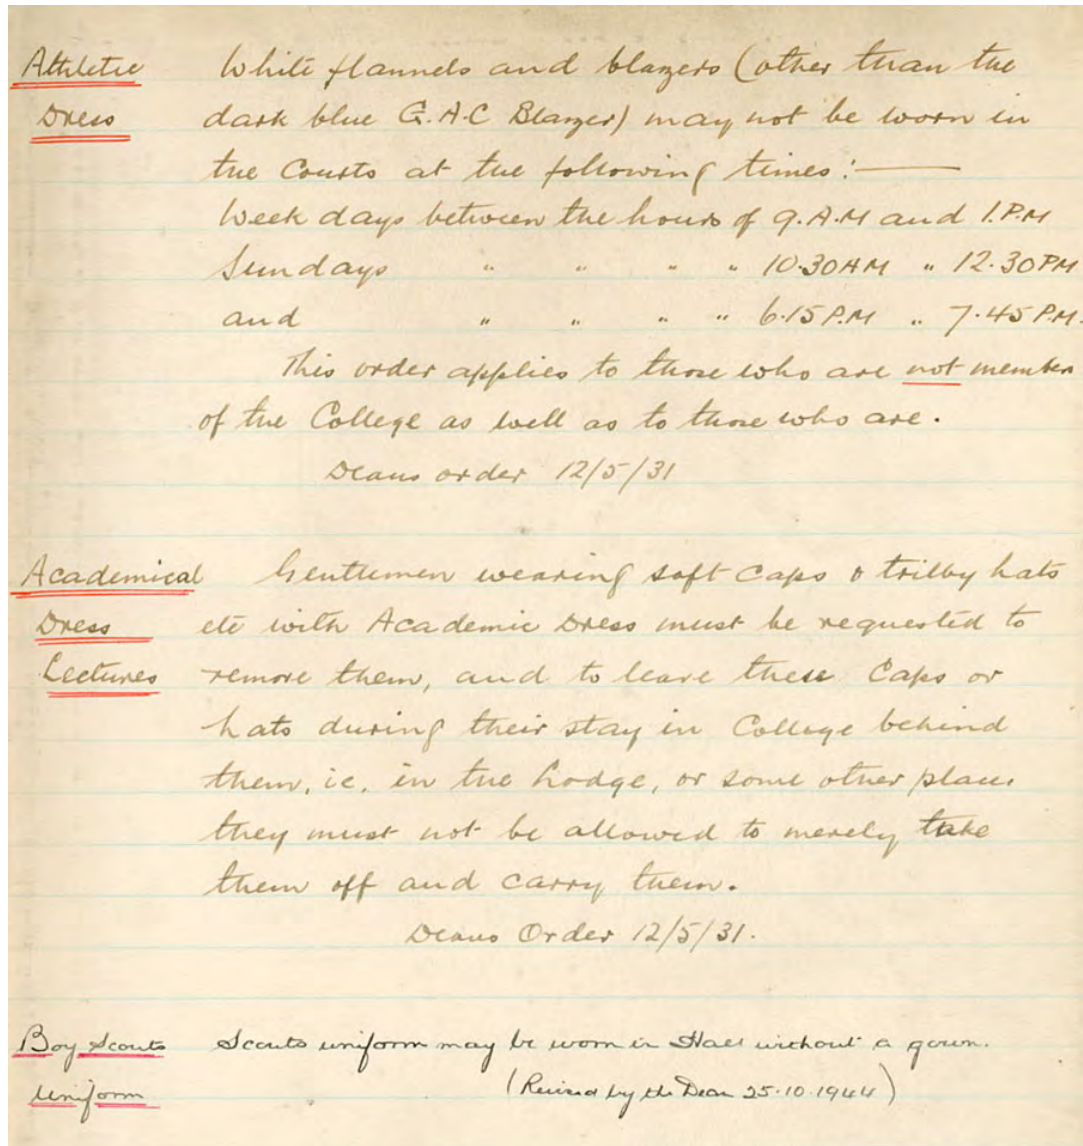 Athletic White flannels and blazers (other than the
Dress dark blue G.A.C Blazer) may not be worn in
the Courts at the following times:—
Week days between the hours of 9.A.M and 1.P.M
Sundays " " " " 10.30AM " 12.30PM
and " " " " 6.15P.M " 7.45P.M.
This order applies to those who are not members
of the College as well as to those who are.
Deans order 12/5/31
Academical Gentlemen wearing soft caps & trilby hats
Dress etc with Academic Dress must be requested to
Lectures remove them, and to leave these Caps or
hats during their stay in College behind
them, ie, in the Lodge, or some other place
they must not be allowed to merely take
them off and carry them.
Deans Order 12/5/31.
Boy Scouts Scouts uniform may be worn in Hall without a gown.
Uniform (Revised by the Dean 25.10.1944)